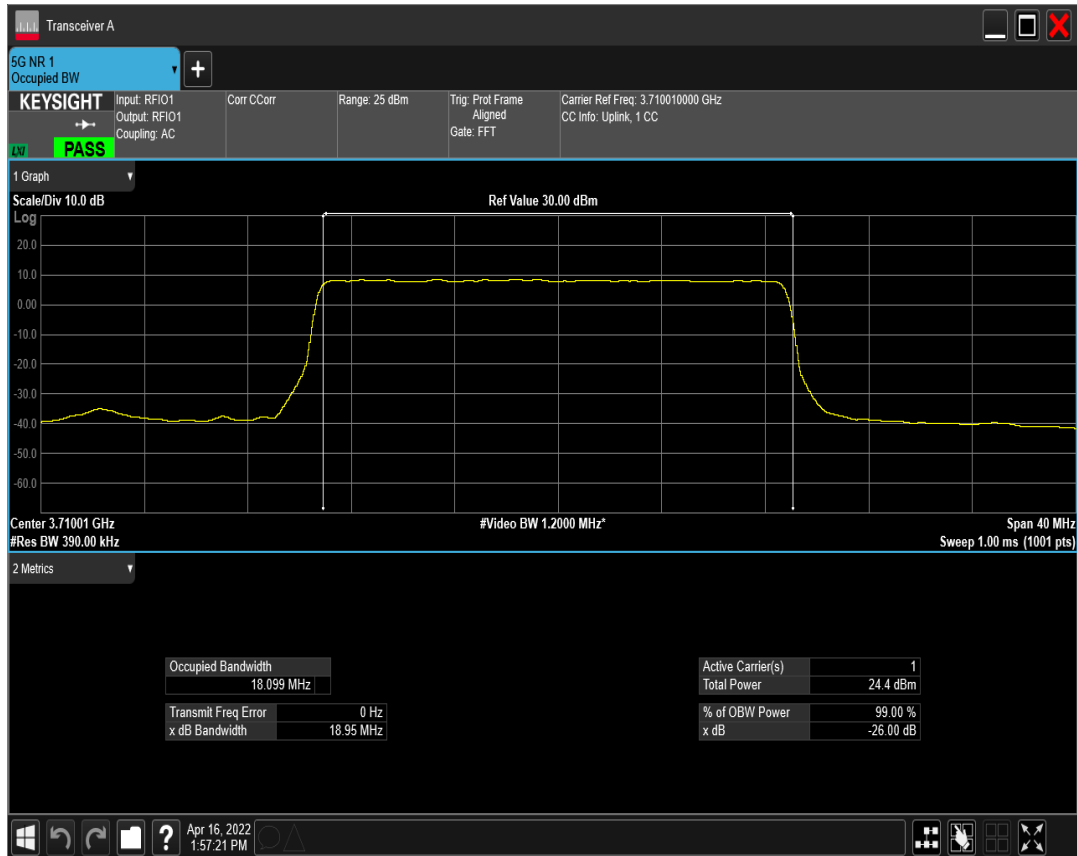 Transceiver A
5G NR 1
Occupied BW
KEYSIGHT
LXI
PASS
Input: RFIO1
Output: RFIO1
Coupling: AC
Corr CCorr
Range: 25 dBm
Trig: Prot Frame
Aligned
Gate: FFT
Carrier Ref Freq: 3.710010000 GHz
CC Info: Uplink, 1 CC
1 Graph
Scale/Div 10.0 dB
Ref Value 30.00 dBm
Log
20.0
10.0
0.00
-10.0
-20.0
-30.0
-40.0
-50.0
-60.0
Center 3.71001 GHz
#Video BW 1.2000 MHz*
Span 40 MHz
#Res BW 390.00 kHz
Sweep 1.00 ms (1001 pts)
2 Metrics
Occupied Bandwidth
18.099 MHz
Transmit Freq Error 0 Hz
x dB Bandwidth 18.95 MHz
Active Carrier(s) 1
Total Power 24.4 dBm
% of OBW Power 99.00 %
x dB -26.00 dB
Apr 16, 2022
1:57:21 PM